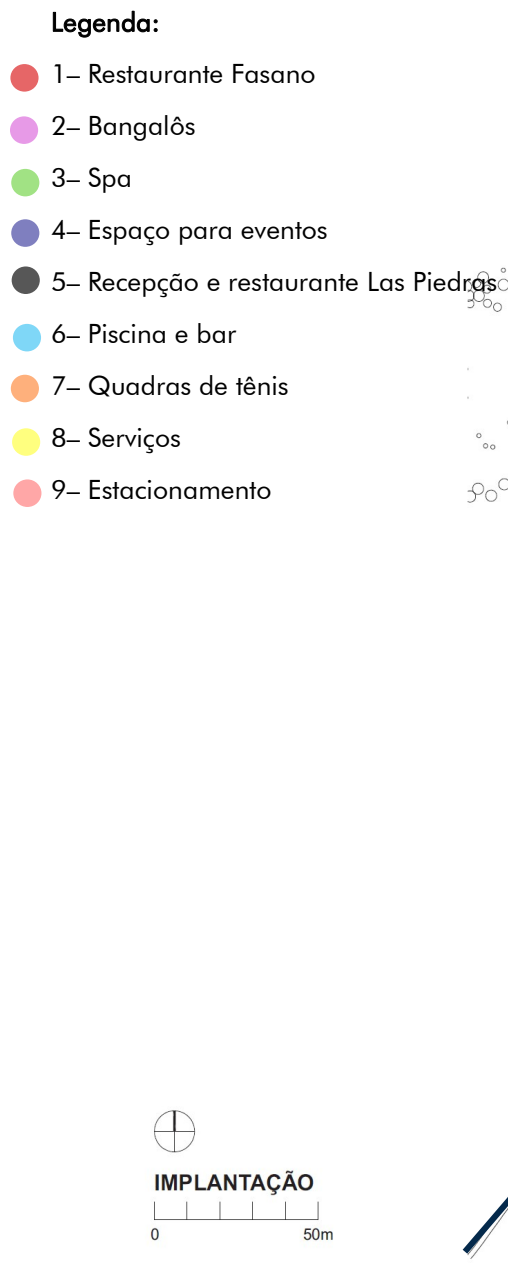 Legenda:
1– Restaurante Fasano
2– Bangalôs
3– Spa
4– Espaço para eventos
5– Recepção e restaurante Las Piedras
6– Piscina e bar
7– Quadras de tênis
8– Serviços
9– Estacionamento
IMPLANTAÇÃO
0 50m